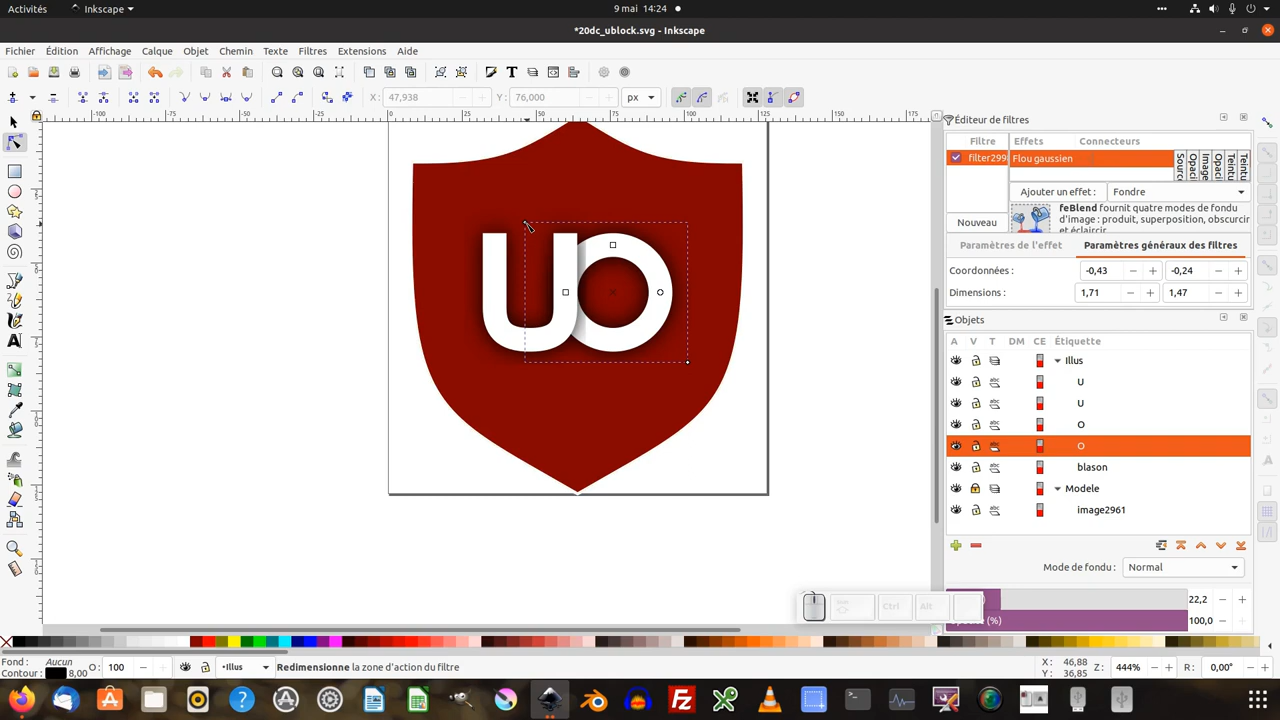 Activités
Inkscape
9 mai 14:24
*20dc_ublock.svg - Inkscape
Fichier Édition Affichage Calque Objet Chemin Texte Filtres Extensions Aide
X: 47,938 Y: 76,000 px
Éditeur de filtres
Filtre Effets Connecteurs
Flou gaussien
Ajouter un effet : Fondre
feBlend fournit quatre modes de fondu
d'image : produit, superposition, obscurcir
Nouveau
Paramètres de l'effet Paramètres généraux des filtres
Coordonnées : -0,43 -0,24
Dimensions : 1,71 1,47
Objets
A V T DM CE Étiquette
Illus
U
U
O
O
blason
Modele
image2961
Mode de fondu : Normal
22,2
100,0
UO
Ctrl Alt
Fond : Aucun O: 100 •Illus Redimensionne la zone d'action du filtre X: 46,88 Z: 444% R: 0,00°
Contour : 8,00 Y: 36,85